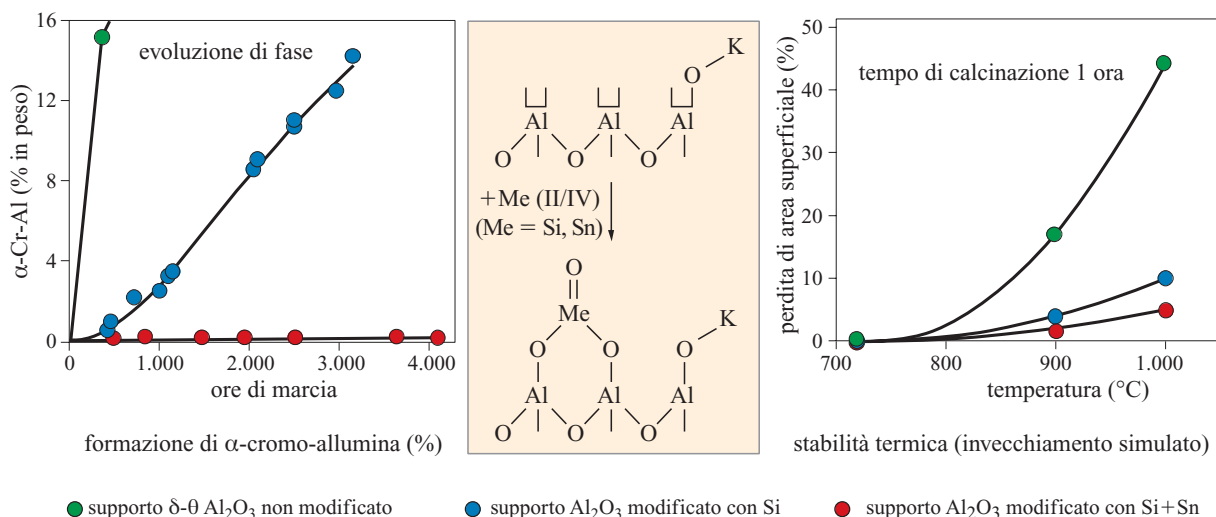 evoluzione di fase
α-Cr-Al (% in peso)
16
12
8
4
0
0
1.000
2.000
3.000
4.000
ore di marcia
formazione di α-cromo-allumina (%)
K
O
Al Al Al
O O O
+Me (II/IV)
(Me = Si, Sn)
O
Me
K
O O O
Al Al Al
O O O
tempo di calcinazione 1 ora
perdita di area superficiale (%)
50
40
30
20
10
0
700
800
900
1.000
temperatura (°C)
stabilità termica (invecchiamento simulato)
supporto δ-θ Al₂O₃ non modificato
supporto Al₂O₃ modificato con Si
supporto Al₂O₃ modificato con Si+Sn